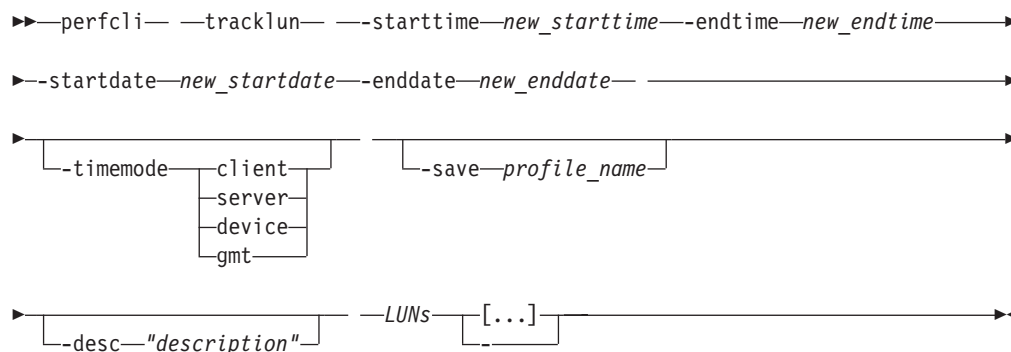 perfcli tracklun -starttime new_starttime -endtime new_endtime
-startdate new_startdate -enddate new_enddate
-timemode client -save profile_name
server
device
gmt
LUNs [...]
-desc "description" -